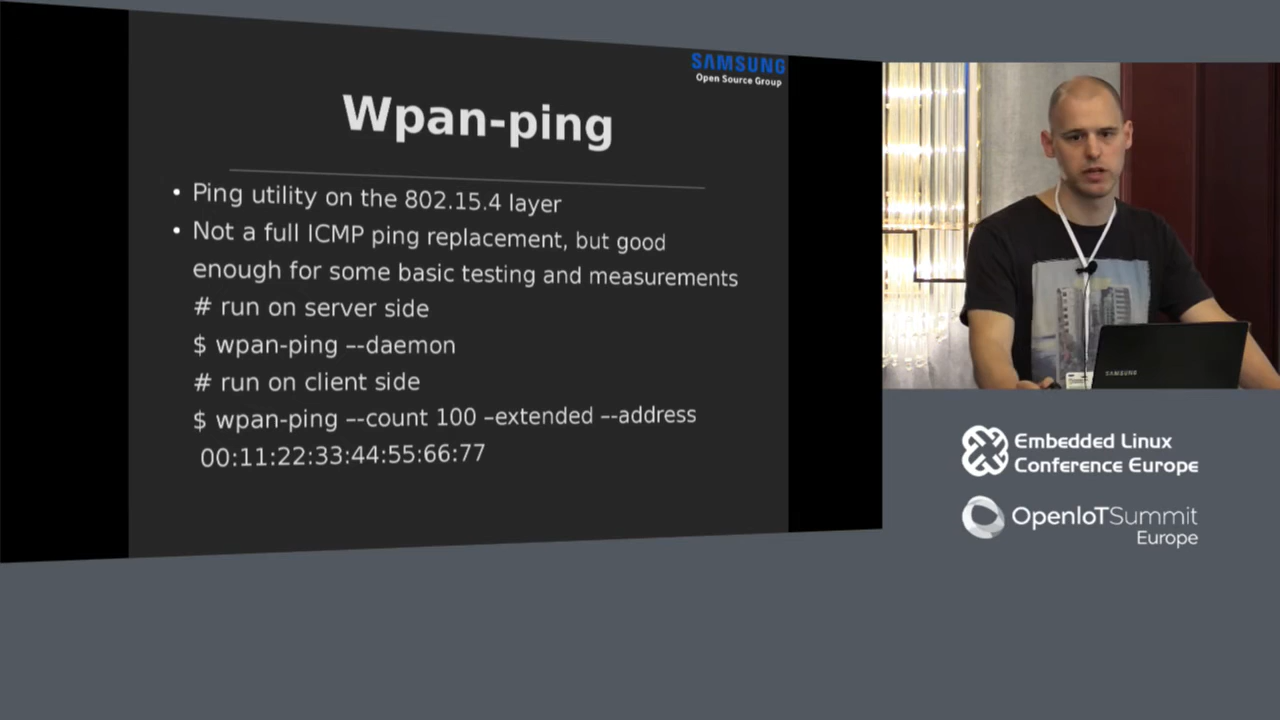 SAMSUNG
Open Source Group
Wpan-ping
• Ping utility on the 802.15.4 layer
• Not a full ICMP ping replacement, but good
enough for some basic testing and measurements
# run on server side
$ wpan-ping --daemon
# run on client side
$ wpan-ping --count 100 –extended --address
00:11:22:33:44:55:66:77
SAMSUNG
Embedded Linux
Conference Europe
OpenIoTSummit
Europe